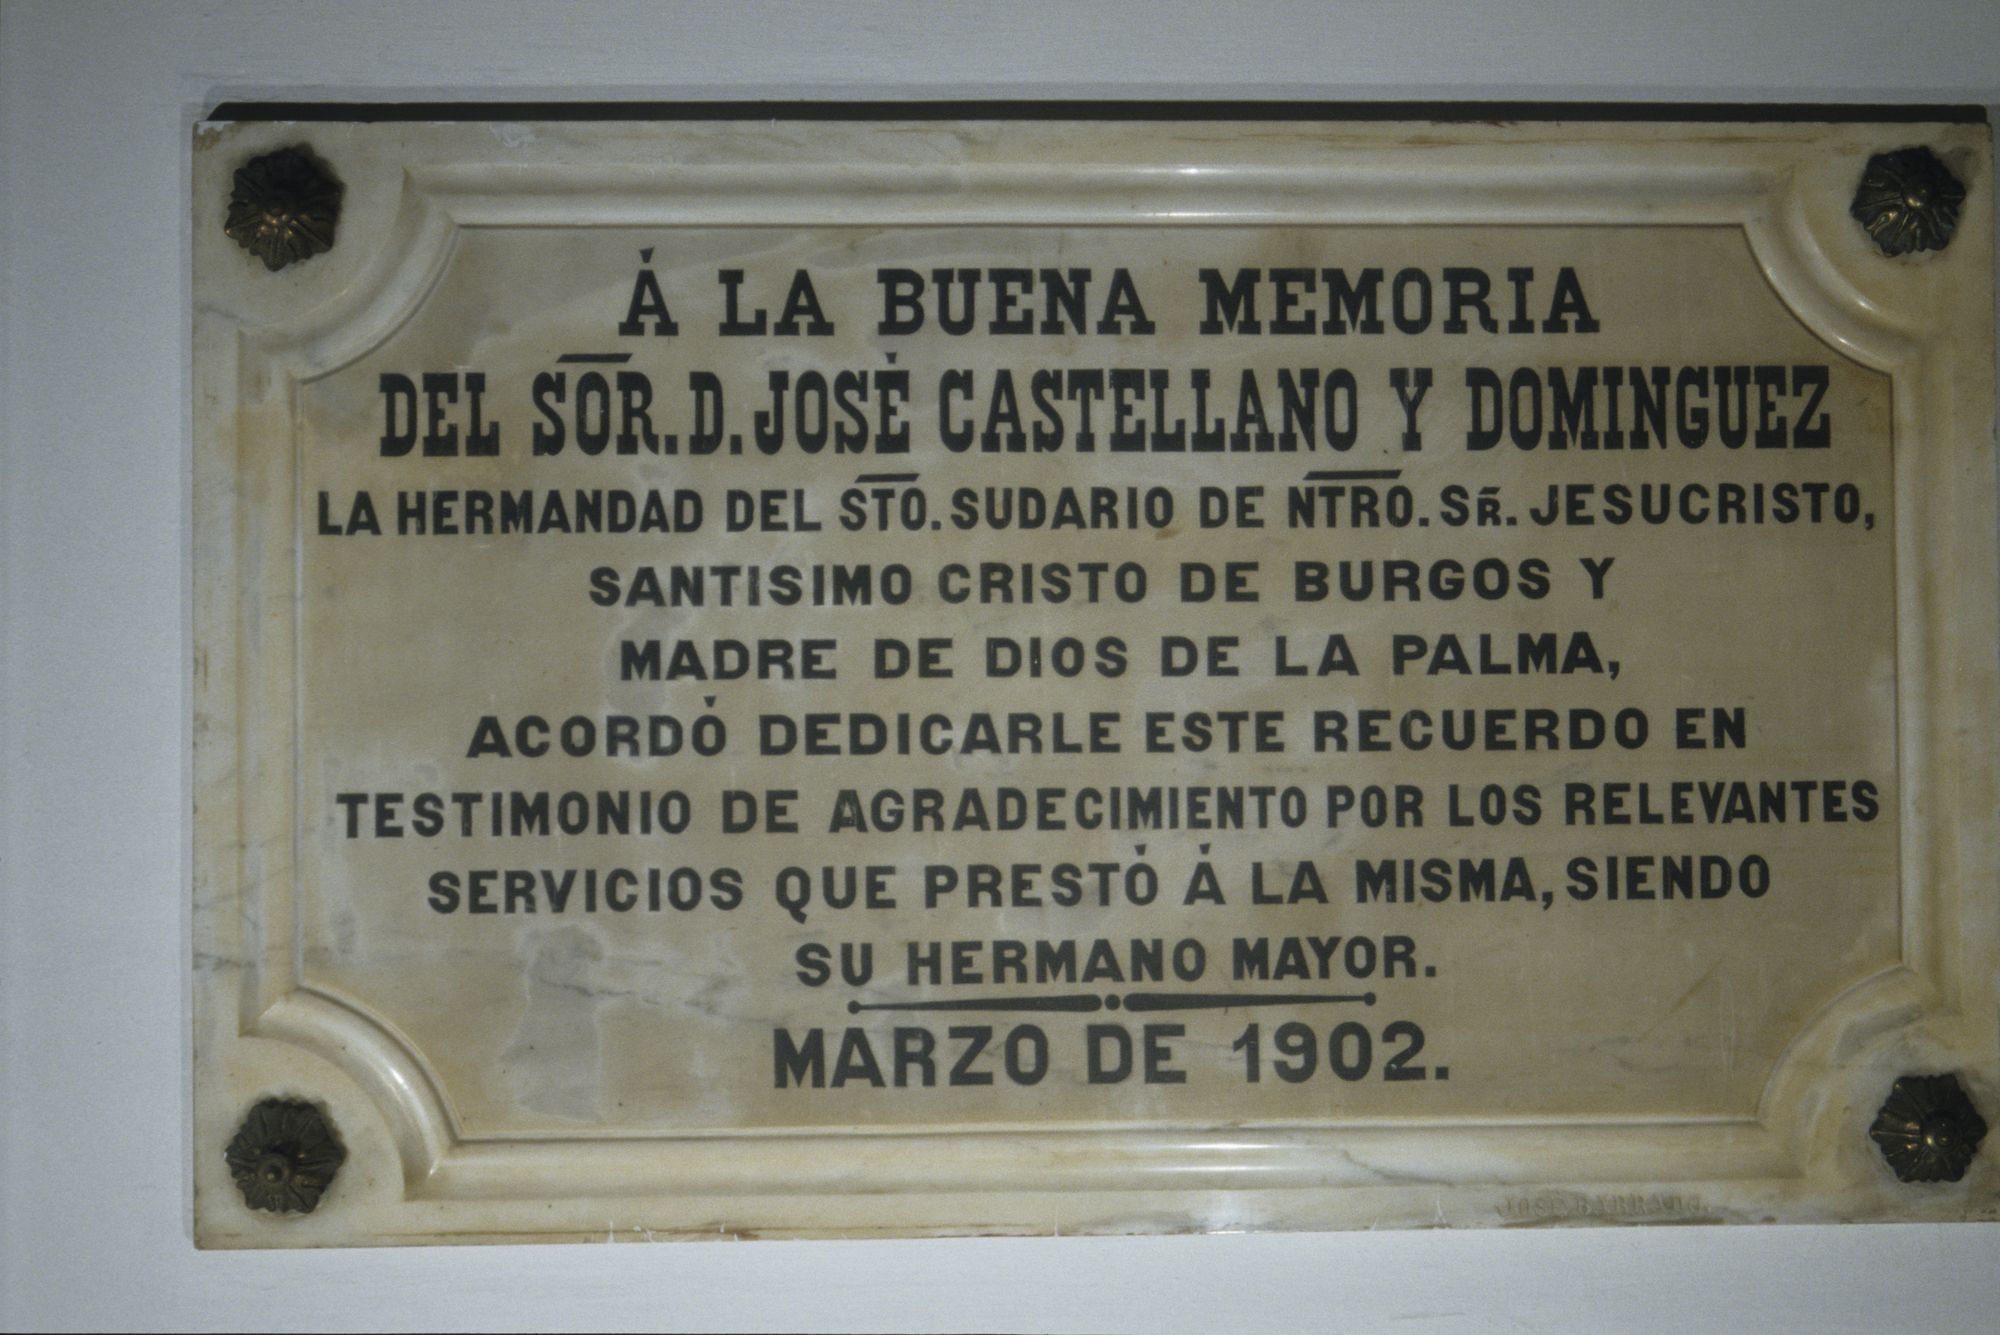 Á LA BUENA MEMORIA
DEL SÕR. D. JOSÉ CASTELLANO Y DOMINGUEZ
LA HERMANDAD DEL STO. SUDARIO DE NTRO. SR. JESUCRISTO,
SANTISIMO CRISTO DE BURGOS Y
MADRE DE DIOS DE LA PALMA,
ACORDÓ DEDICARLE ESTE RECUERDO EN
TESTIMONIO DE AGRADECIMIENTO POR LOS RELEVANTES
SERVICIOS QUE PRESTÓ Á LA MISMA, SIENDO
SU HERMANO MAYOR.
MARZO DE 1902.
JOSÉ